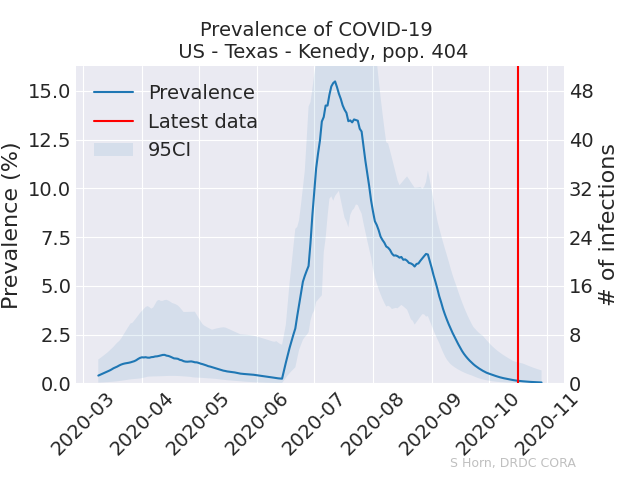 Prevalence of COVID-19
US - Texas - Kenedy, pop. 404
Prevalence (%)
15.0
12.5
10.0
7.5
5.0
2.5
0.0
Prevalence
Latest data
95CI
48
40
32
24
16
8
0
# of infections
2020-03
2020-04
2020-05
2020-06
2020-07
2020-08
2020-09
2020-10
2020-11
S Horn, DRDC CORA